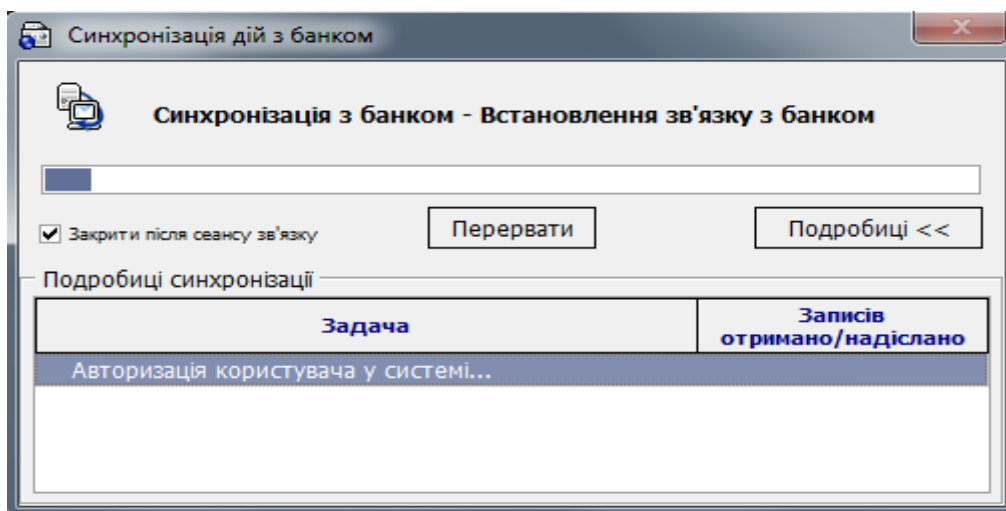 Синхронізація дій з банком
Синхронізація з банком - Встановлення зв'язку з банком
Закрити після сеансу зв'язку
Перервати
Подробиці <<
Подробиці синхронізації
Задача
Записів
отримано/надіслано
Авторизація користувача у системі...